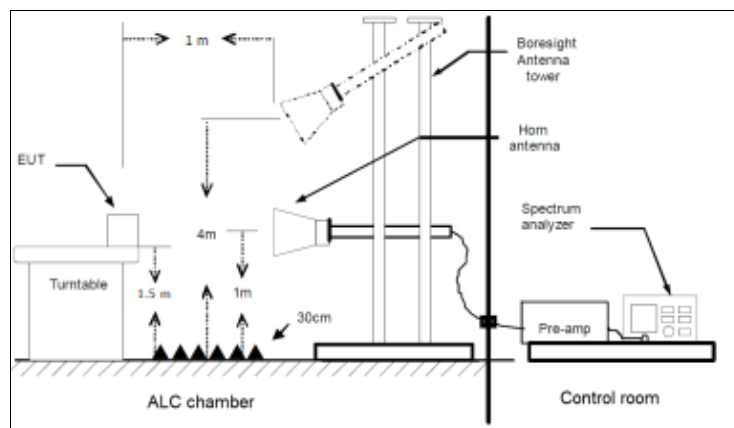 1 m
Boresight
Antenna
tower
EUT
Horn
antenna
Spectrum
analyzer
4m
Turntable
1.5 m
1m
30cm
Pre-amp
ALC chamber
Control room